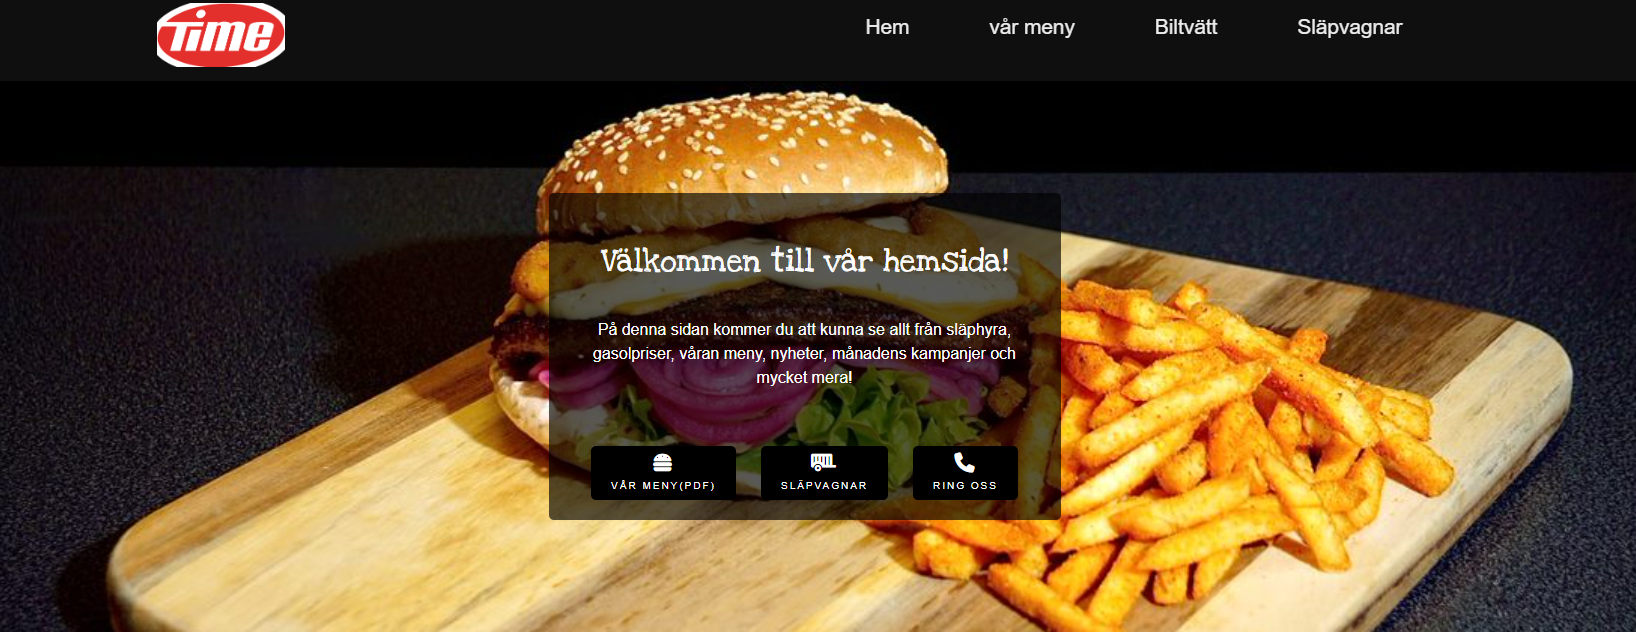 Time
Hem
vår meny
Biltvätt
Släpvagnar
Välkommen till vår hemsida!
På denna sidan kommer du att kunna se allt från släphyra,
gasolpriser, våran meny, nyheter, månadens kampanjer och
mycket mera!
VÅR MENY(PDF)
SLÄPVAGNAR
RING OSS